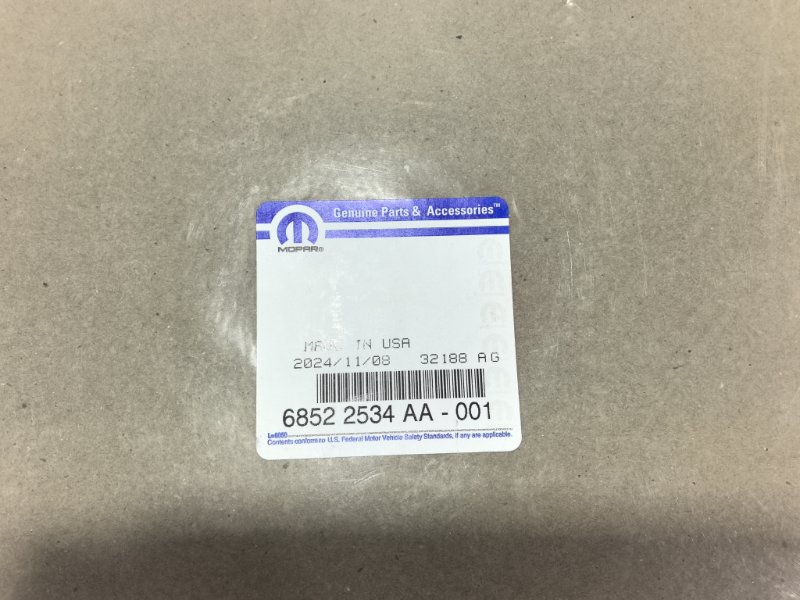 Genuine Parts & Accessories™
MOPAR®
MADE IN USA
2024/11/08 32188 AG
6852 2534 AA - 001
L=6850
Contents conform to U.S. Federal Motor Vehicle Safety Standards, if any are applicable.